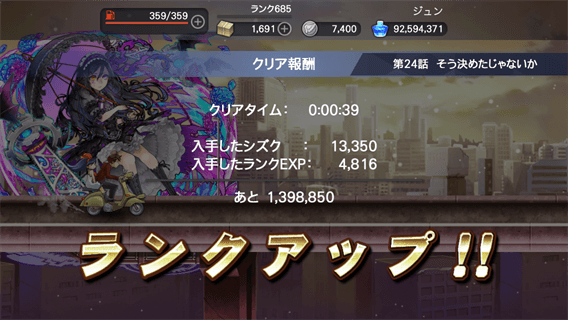 ランク685
ジュン
359/359
1,691
7,400
92,594,371
クリア報酬
第24話 そう決めたじゃないか
クリアタイム: 0:00:39
入手したシズク : 13,350
入手したランクEXP: 4,816
あと 1,398,850
ランクアップ!!